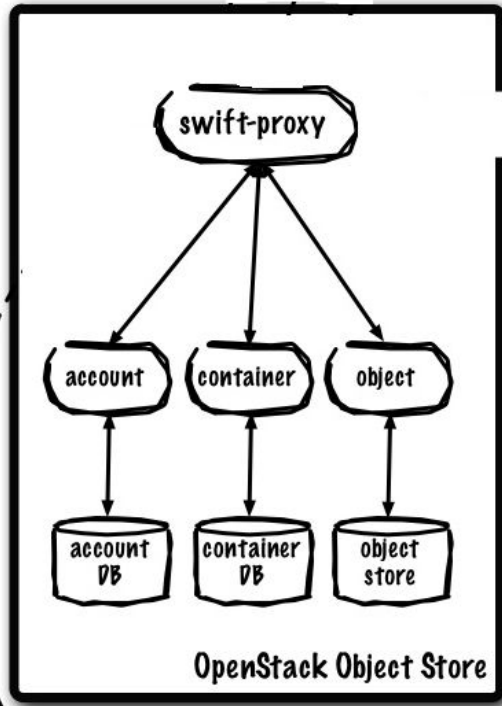 swift-proxy
account
container
object
account
DB
container
DB
object
store
OpenStack Object Store